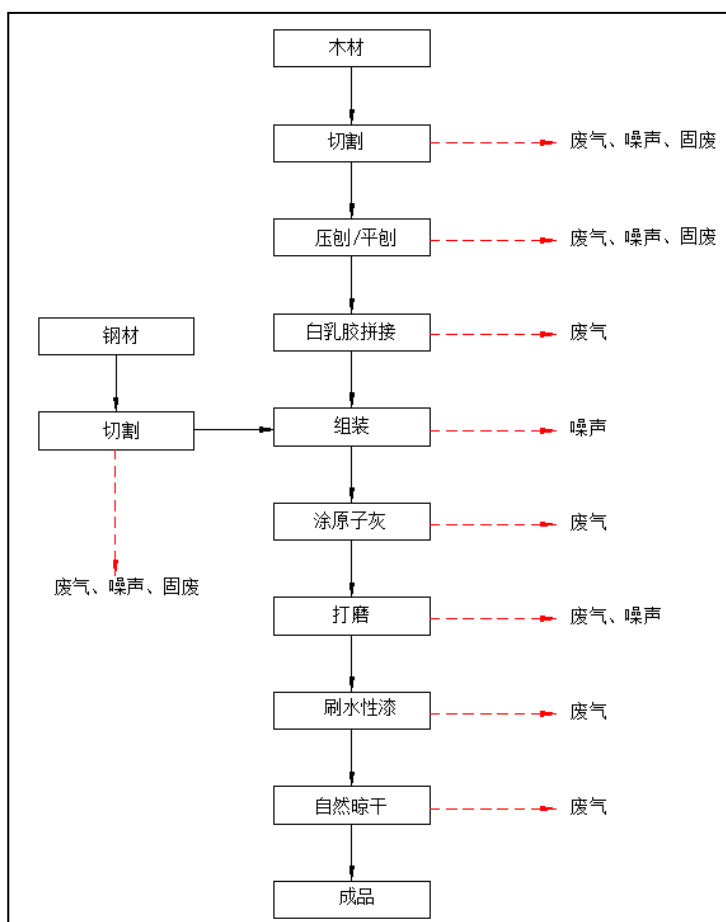 木材
切割
废气、噪声、固废
压刨/平刨
废气、噪声、固废
白乳胶拼接
废气
钢材
切割
组装
噪声
涂原子灰
废气
废气、噪声、固废
打磨
废气、噪声
刷水性漆
废气
自然晾干
废气
成品